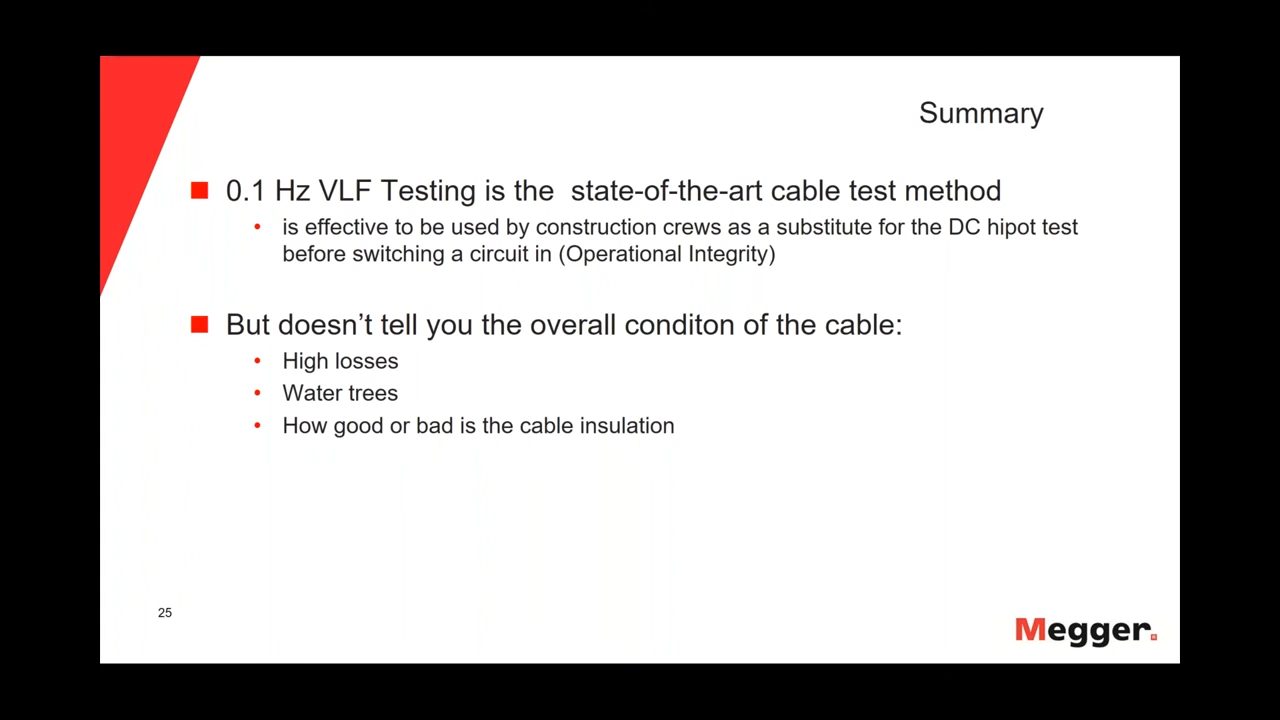 Summary
0.1 Hz VLF Testing is the  state-of-the-art cable test method
is effective to be used by construction crews as a substitute for the DC hipot test
before switching a circuit in (Operational Integrity)
But doesn’t tell you the overall conditon of the cable:
High losses
Water trees
How good or bad is the cable insulation
25
Megger.